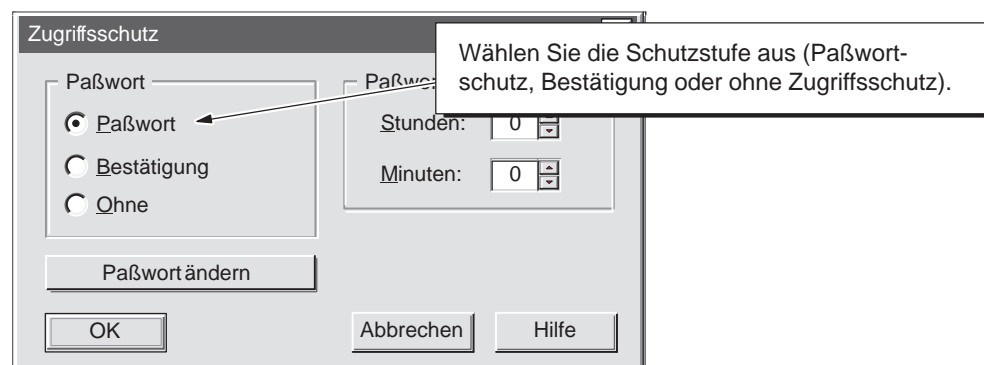 Zugriffsschutz
Wählen Sie die Schutzstufe aus (Paßwort-
schutz, Bestätigung oder ohne Zugriffsschutz).
Paßwort
Paßwort
Bestätigung
Ohne
Stunden: 0
Minuten: 0
Paßwort ändern
OK
Abbrechen
Hilfe